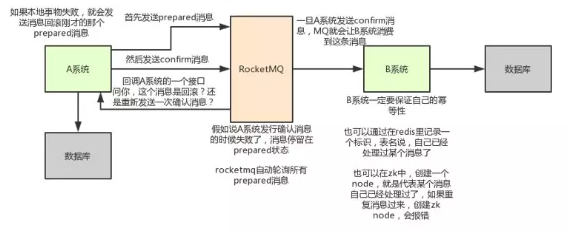 如果本地事物失败，就会
发送消息回滚刚才的那个
prepared消息
首先发送prepared消息
然后发送confirm消息
回调A系统的一个接口
问你，这个消息是回滚？还
是重新发送一次确认消息？
A系统
数据库
RocketMQ
假如说A系统发行确认消息
的时候失败了，消息停留在
prepared状态
rocketmq自动轮询所有
prepared消息
一旦A系统发送confirm消
息，MQ就会让B系统消费
到这条消息
B系统
数据库
B系统一定要保证自己的幂
等性
也可以通过在redis里记录一
个标识，表名说，自己已经
处理过某个消息了
也可以在zk中，创建一个
node，就是代表某个消息
自己已经处理过了，如果重
复消息过来，创建zk
node，会报错